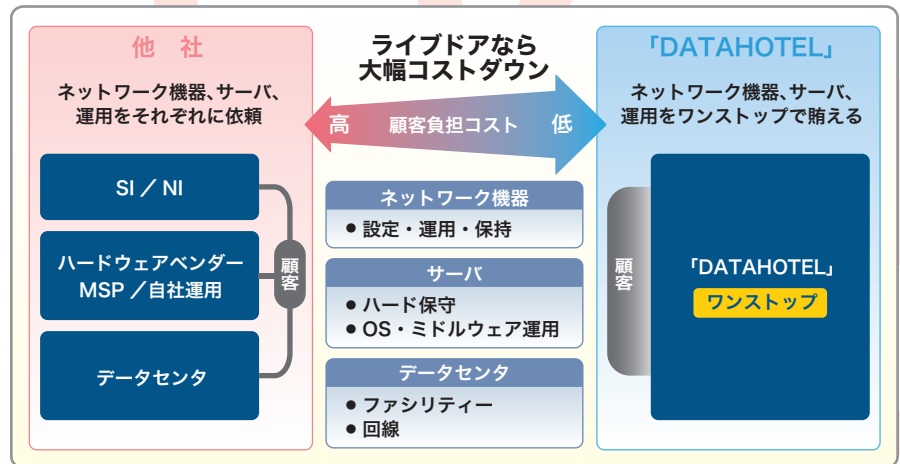 他 社
ネットワーク機器、サーバ、
運用をそれぞれに依頼
SI ／ NI
ハードウェアベンダー
MSP ／自社運用
データセンタ
顧客
ライブドアなら
大幅コストダウン
高 顧客負担コスト 低
ネットワーク機器
● 設定・運用・保持
サーバ
● ハード保守
● OS・ミドルウェア運用
データセンタ
● ファシリティー
● 回線
「DATAHOTEL」
ネットワーク機器、サーバ、
運用をワンストップで賄える
顧客
「DATAHOTEL」
ワンストップ